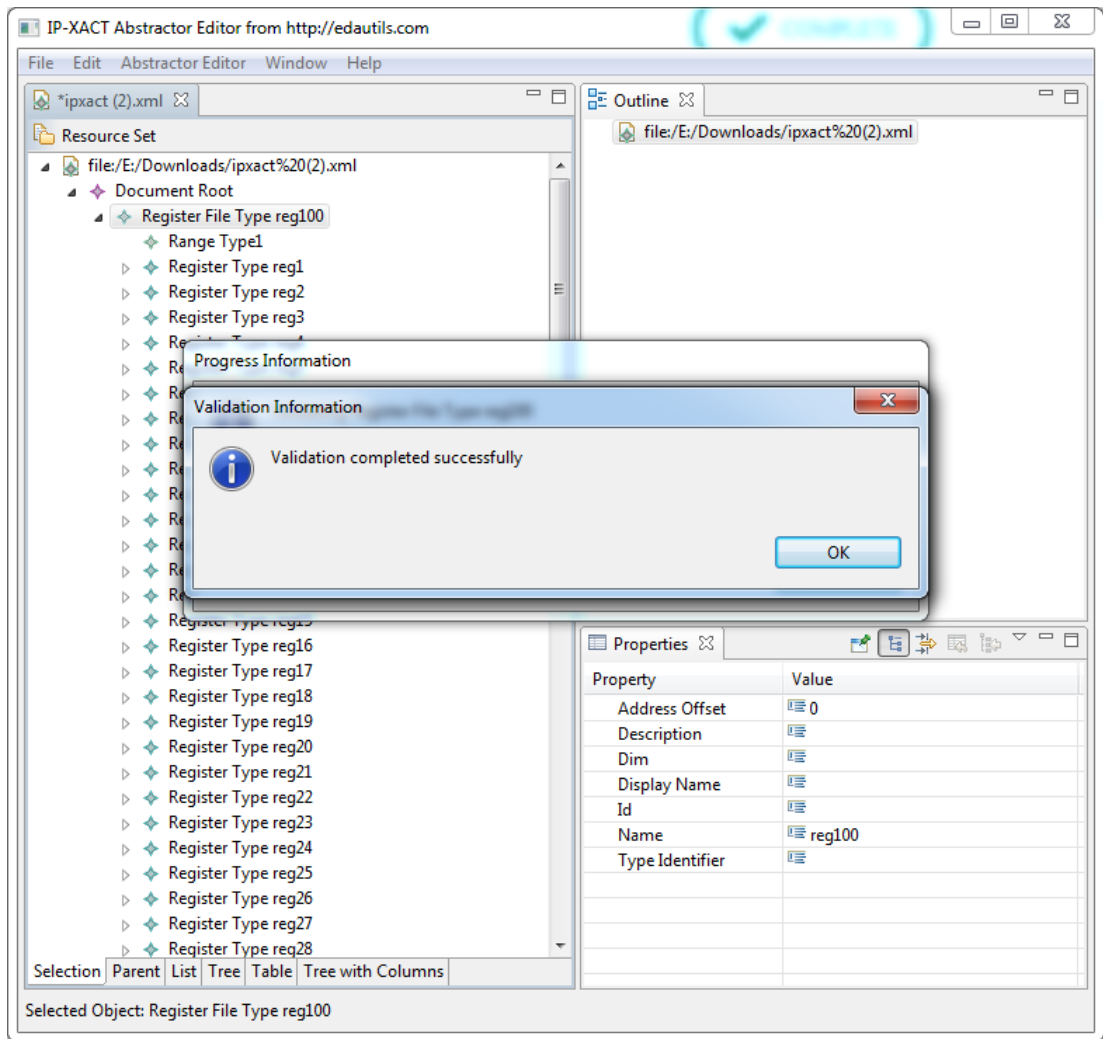 IP-XACT Abstractor Editor from http://edautils.com
File Edit Abstractor Editor Window Help
*ipxact (2).xml
Resource Set
file:/E:/Downloads/ipxact%20(2).xml
Document Root
Register File Type reg100
Range Type1
Register Type reg1
Register Type reg2
Register Type reg3
Register Type reg15
Register Type reg16
Register Type reg17
Register Type reg18
Register Type reg19
Register Type reg20
Register Type reg21
Register Type reg22
Register Type reg23
Register Type reg24
Register Type reg25
Register Type reg26
Register Type reg27
Register Type reg28
Selection Parent List Tree Table Tree with Columns
Selected Object: Register File Type reg100
Outline
file:/E:/Downloads/ipxact%20(2).xml
Progress Information
Validation Information
Validation completed successfully
OK
Properties
Property Value
Address Offset 0
Description
Dim
Display Name
Id
Name reg100
Type Identifier